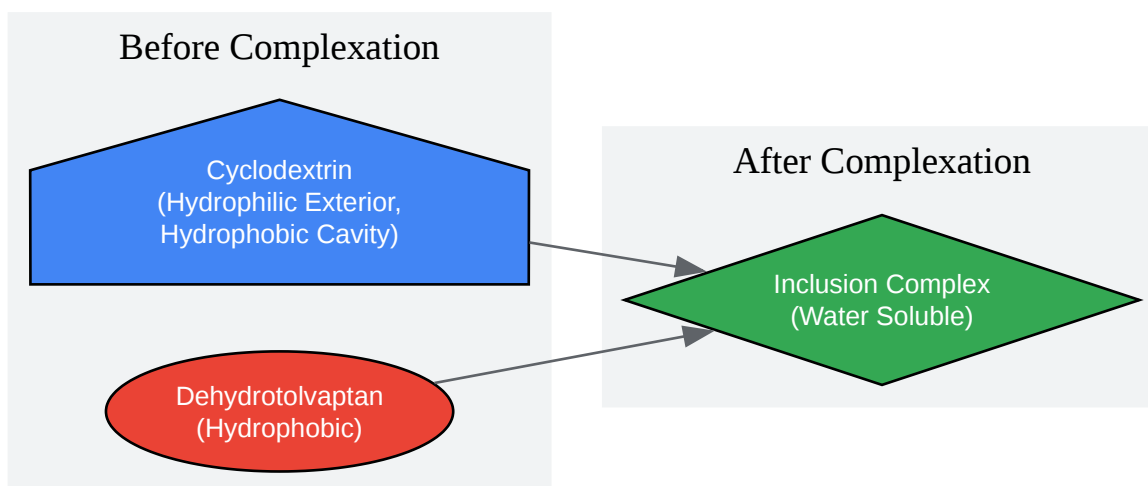 Before Complexation
Cyclodextrin
(Hydrophilic Exterior,
Hydrophobic Cavity)
Dehydrotolvaptan
(Hydrophobic)
After Complexation
Inclusion Complex
(Water Soluble)